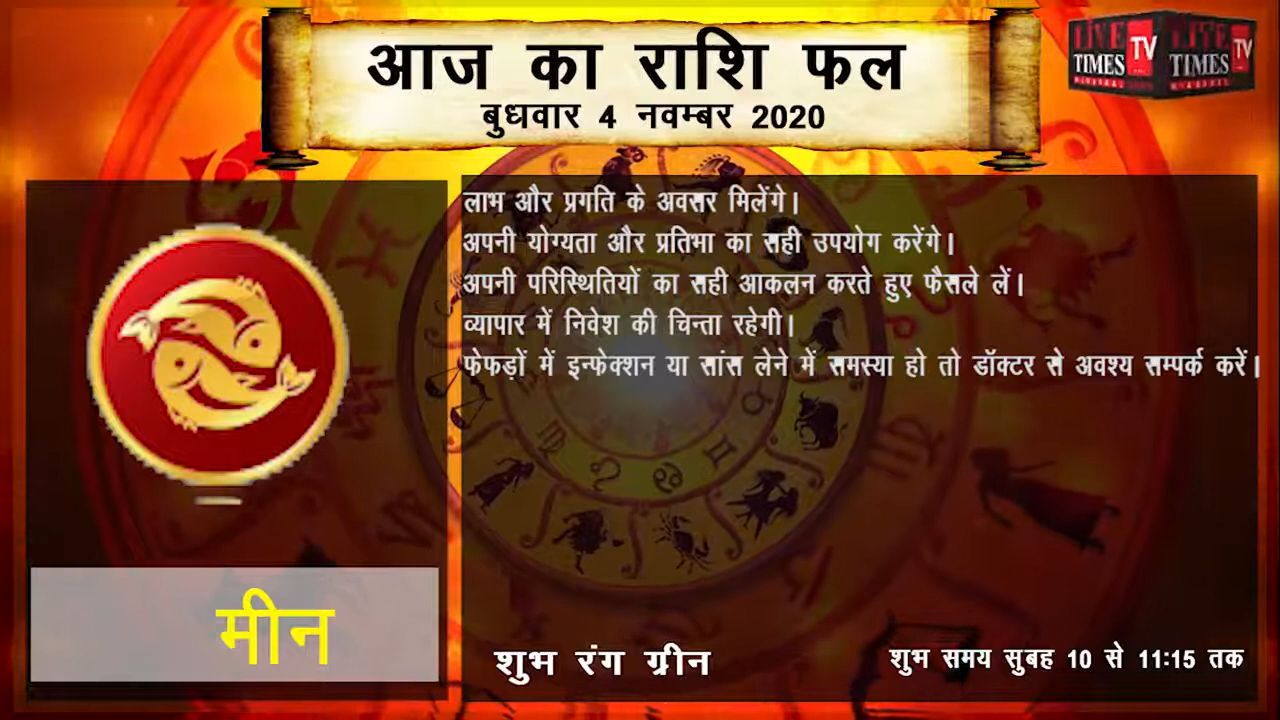 आज का राशि फल
बुधवार 4 नवम्बर 2020
LIVE TIMES TV
LIVE TIMES TV
लाभ और प्रगति के अवसर मिलेंगे।
अपनी योग्यता और प्रतिभा का सही उपयोग करेंगे।
अपनी परिस्थितियों का सही आकलन करते हुए फैसले लें।
व्यापार में निवेश की चिन्ता रहेगी।
फेफड़ों में इन्फेक्शन या सांस लेने में समस्या हो तो डॉक्टर से अवश्य सम्पर्क करें।
मीन
शुभ रंग ग्रीन
शुभ समय सुबह 10 से 11:15 तक